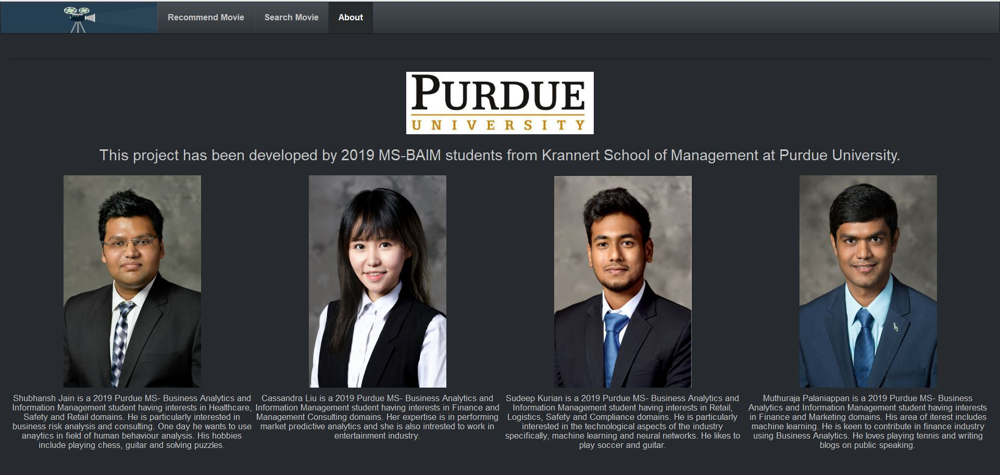 Recommend Movie
Search Movie
About
PURDUE
UNIVERSITY
This project has been developed by 2019 MS-BAIM students from Krannert School of Management at Purdue University.
Shubhansh Jain is a 2019 Purdue MS- Business Analytics and
Information Management student having interests in Healthcare,
Safety and Retail domains. He is particularly interested in
business risk analysis and consulting. One day he wants to use
anaytics in field of human behaviour analysis. His hobbies
include playing chess, guitar and solving puzzles.
Cassandra Liu is a 2019 Purdue MS- Business Analytics and
Information Management student having interests in Finance and
Management Consulting domains. Her expertise is in performing
market predictive analytics and she is also intrested to work in
entertainment industry.
Sudeep Kurian is a 2019 Purdue MS- Business Analytics and
Information Management student having interests in Retail,
Logistics, Safety and Compliance domains. He is particularly
interested in the technological aspects of the industry
specifically, machine learning and neural networks. He likes to
play soccer and guitar.
Muthuraja Palaniappan is a 2019 Purdue MS- Business
Analytics and Information Management student having interests
in Finance and Marketing domains. His area of iterest includes
machine learning. He is keen to contribute in finance industry
using Business Analytics. He loves playing tennis and writing
blogs on public speaking.